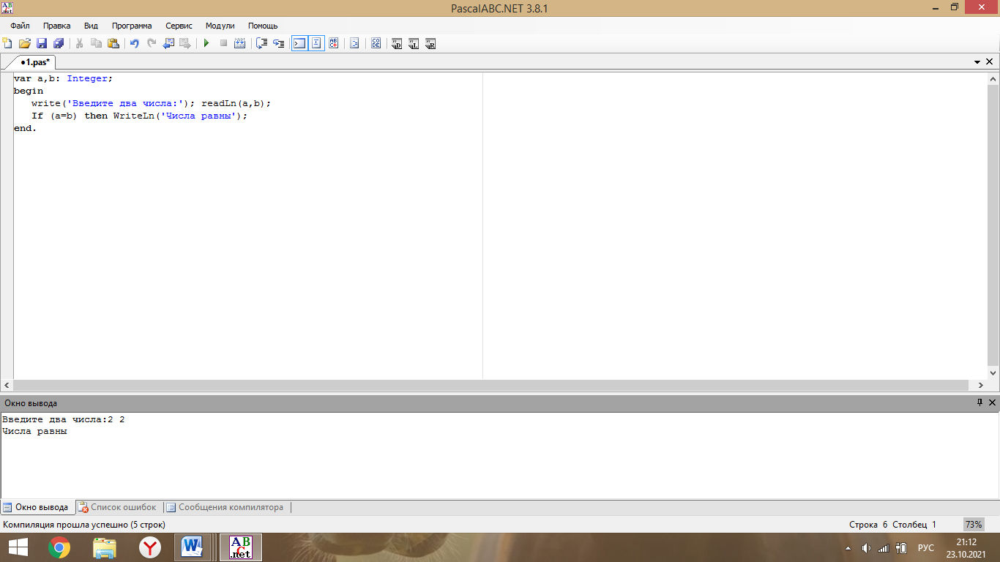 PascalABC.NET 3.8.1
Файл Правка Вид Программа Сервис Модули Помощь
•1.pas*
var a,b: Integer;
begin
write('Введите два числа:'); readLn(a,b);
If (a=b) then WriteLn('Числа равны');
end.
Окно вывода
Введите два числа:2 2
Числа равны
Окно вывода Список ошибок Сообщения компилятора
Компиляция прошла успешно (5 строк) Строка 6 Столбец 1 73%
РУС 21:12
23.10.2021